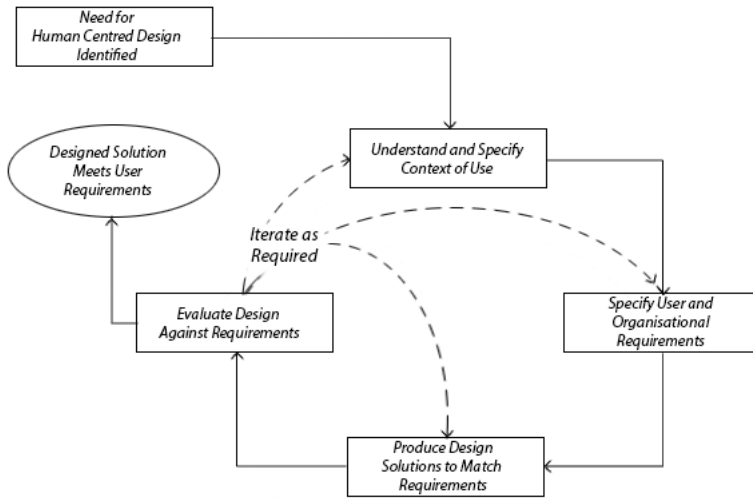 Need for
Human Centred Design
Identified
Designed Solution
Meets User
Requirements
Understand and Specify
Context of Use
Iterate as
Required
Evaluate Design
Against Requirements
Specify User and
Organisational
Requirements
Produce Design
Solutions to Match
Requirements